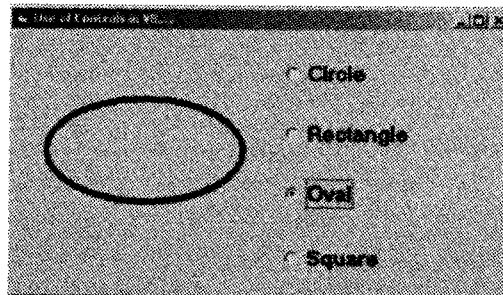 Use of Controls in VB...
Circle
Rectangle
Oval
Square